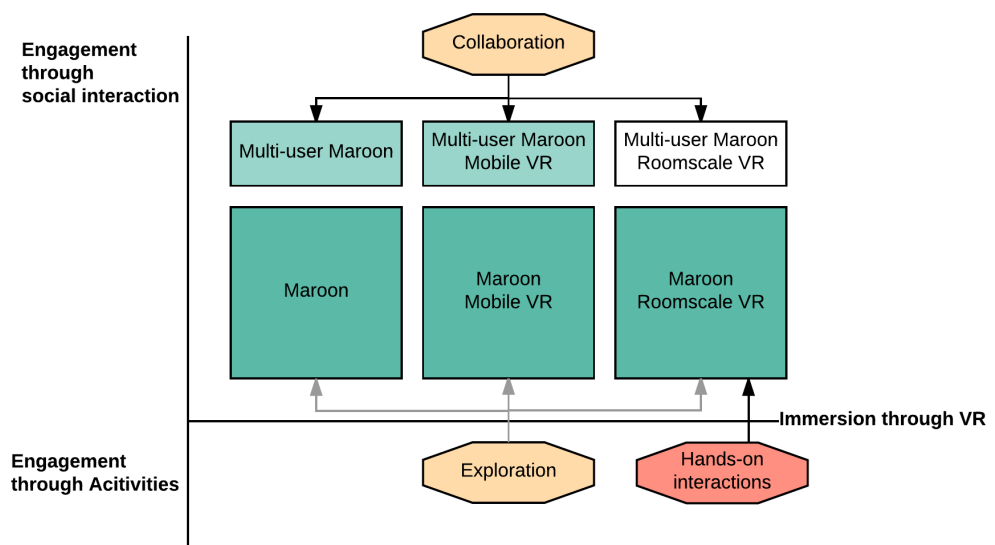 Engagement
through
social interaction
Collaboration
Multi-user Maroon
Multi-user Maroon
Mobile VR
Multi-user Maroon
Roomscale VR
Maroon
Maroon
Mobile VR
Maroon
Roomscale VR
Immersion through VR
Engagement
through Acitivities
Exploration
Hands-on
interactions